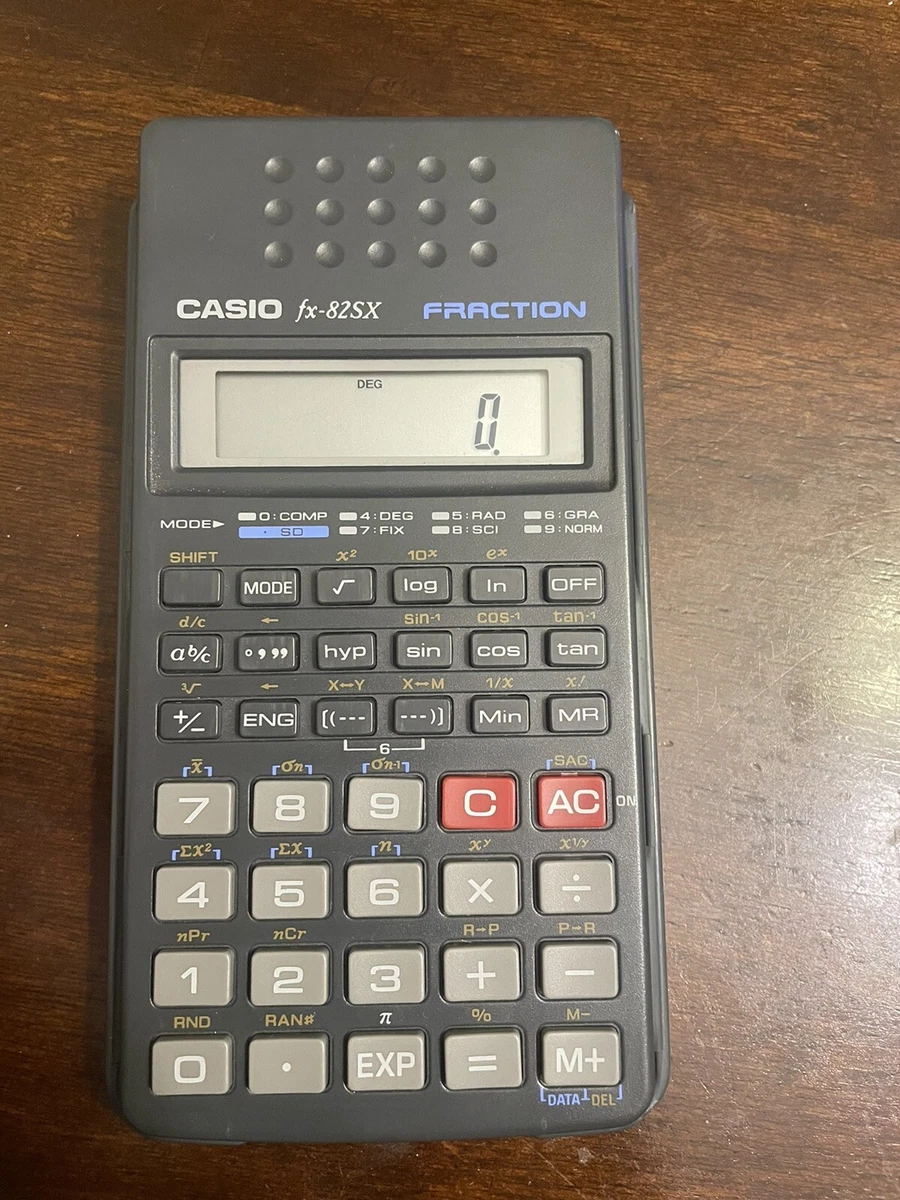 CASIO fx-82SX FRACTION
DEG
0.
MODE► 0:COMP 4:DEG 5:RAD 6:GRA
· SD 7:FIX 8:SCI 9:NORM
SHIFT x² 10ˣ eˣ
MODE √ log ln OFF
d/c ← sin⁻¹ cos⁻¹ tan⁻¹
a b/c ° , ,, hyp sin cos tan
³√ ← X↔Y X↔M 1/x x!
+/− ENG [(--- ---)] Min MR
6
x̄ σn σn-1 SAC
7 8 9 C AC ON
Σx² Σx n xʸ x¹/ʸ
4 5 6 × ÷
nPr nCr R→P P→R
1 2 3 + −
RND RAN# π % M−
0 · EXP = M+
DATA DEL